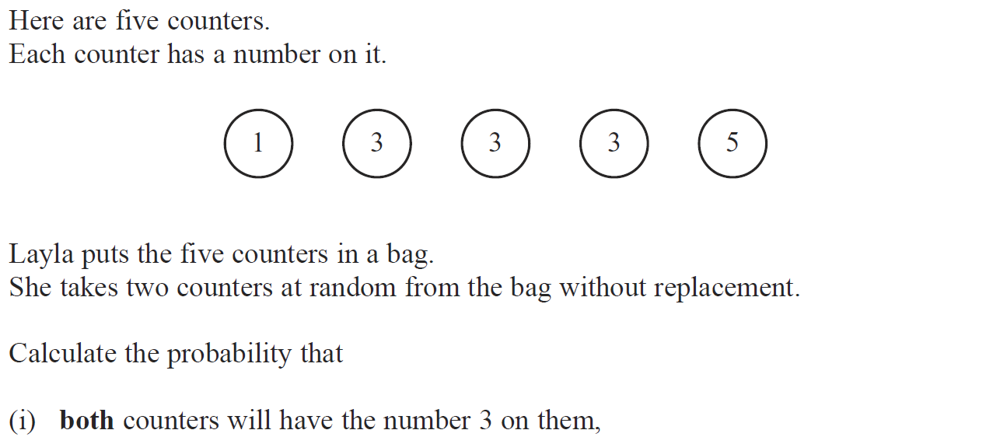 Here are five counters.
Each counter has a number on it.
1 3 3 3 5
Layla puts the five counters in a bag.
She takes two counters at random from the bag without replacement.
Calculate the probability that
(i) both counters will have the number 3 on them,